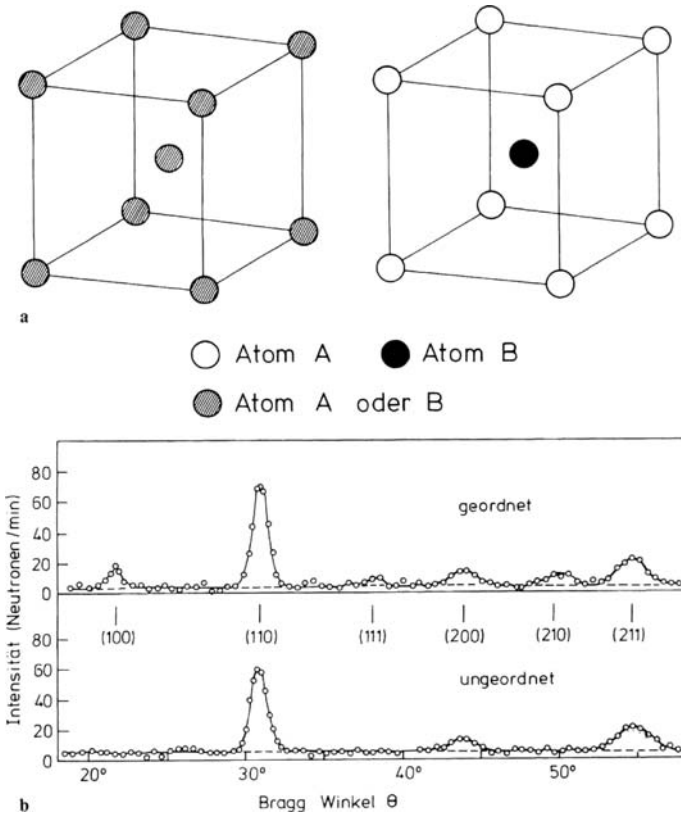 a
Atom A Atom B
Atom A oder B
Intensität (Neutronen/min)
80
60
40
20
0
geordnet
(100) (110) (111) (200) (210) (211)
60
40
20
0
ungeordnet
20° 30° 40° 50°
b
Bragg Winkel θ